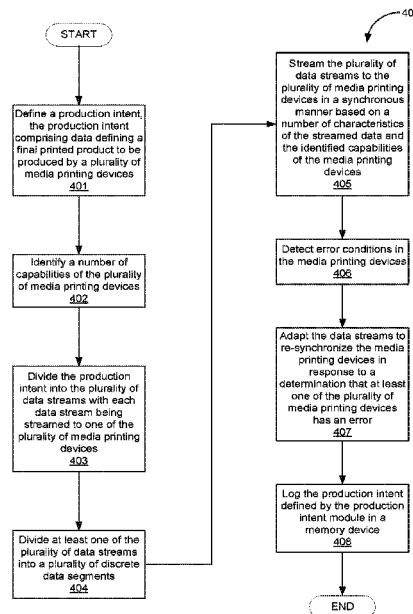 START
Define a production intent,
the production intent
comprising data defining a
final printed product to be
produced by a plurality of
media printing devices
401
Identify a number of
capabilities of the plurality
of media printing devices
402
Divide the production
intent into the plurality of
data streams with each
data stream being
streamed to one of the
plurality of media printing
devices
403
Divide at least one of the
plurality of data streams
into a plurality of discrete
data segments
404
40
Stream the plurality of
data streams to the
plurality of media printing
devices in a synchronous
manner based on a
number of characteristics
of the streamed data and
the identified capabilities
of the media printing
devices
405
Detect error conditions in
the media printing devices
406
Adapt the data streams to
re-synchronize the media
printing devices in
response to a
determination that at least
one of the plurality of
media printing devices
has an error
407
Log the production intent
defined by the production
intent module in a
memory device
408
END